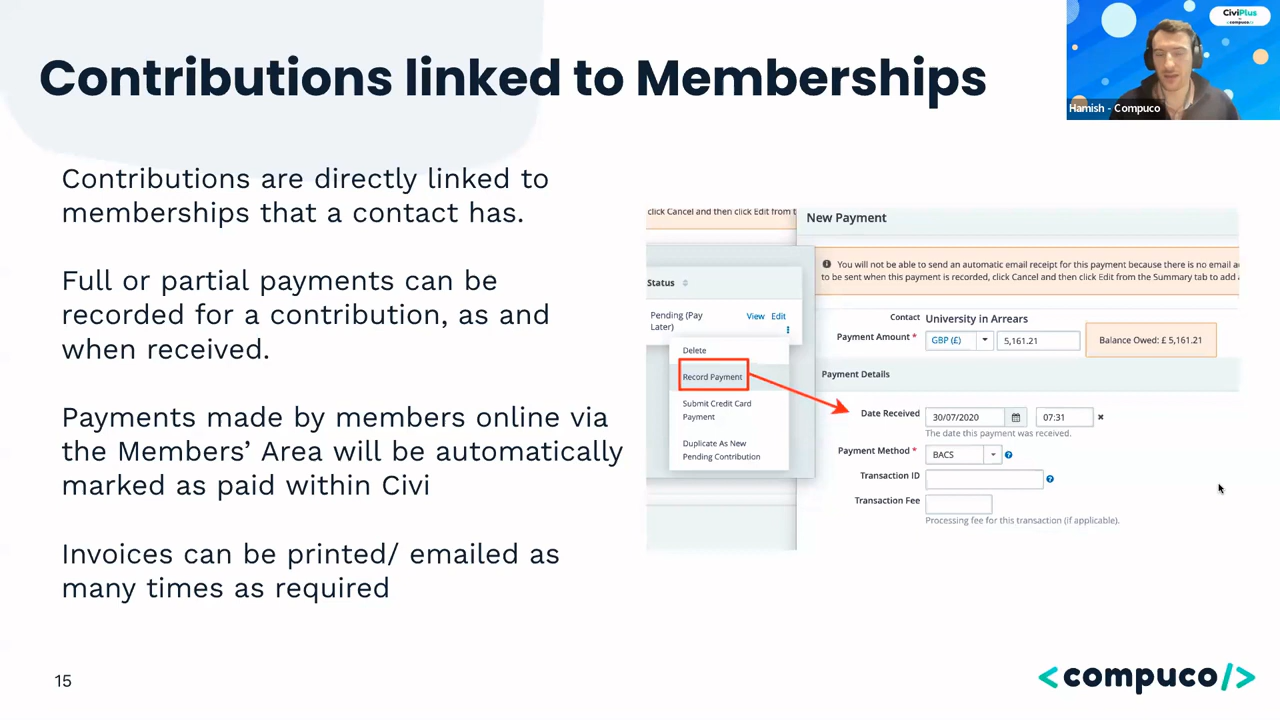 Contributions linked to Memberships
CiviPlus
by compuco</>
Hamish - Compuco
Contributions are directly linked to
memberships that a contact has.
Full or partial payments can be
recorded for a contribution, as and
when received.
Payments made by members online via
the Members’ Area will be automatically
marked as paid within Civi
Invoices can be printed/ emailed as
many times as required
click Cancel and then click Edit from t
Status
Pending (Pay
Later)
View Edit
Delete
Record Payment
Submit Credit Card
Payment
Duplicate As New
Pending Contribution
New Payment
You will not be able to send an automatic email receipt for this payment because there is no email a
to be sent when this payment is recorded, click Cancel and then click Edit from the Summary tab to add
Contact University in Arrears
Payment Amount * GBP (£) 5,161.21 Balance Owed: £ 5,161.21
Payment Details
Date Received 30/07/2020 07:31
The date this payment was received.
Payment Method * BACS
Transaction ID
Transaction Fee
Processing fee for this transaction (if applicable).
15
<compuco/>